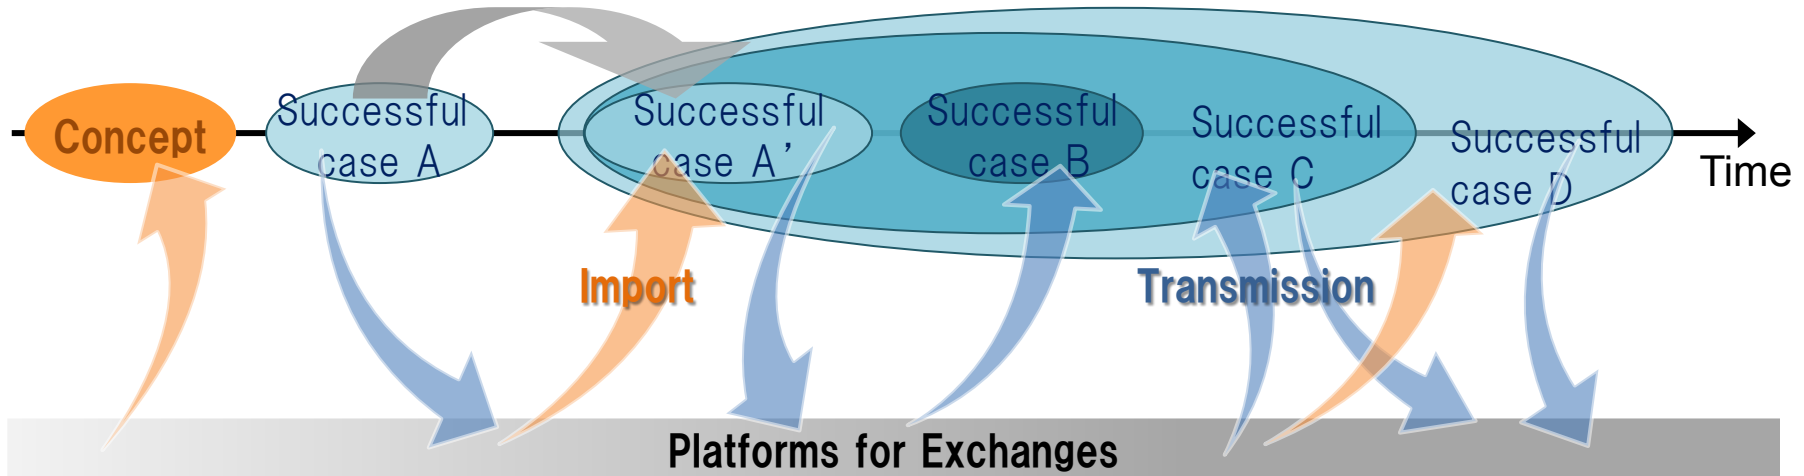 Concept
Successful
case A
Successful
case A’
Successful
case B
Successful
case C
Successful
case D
Time
Import
Transmission
Platforms for Exchanges